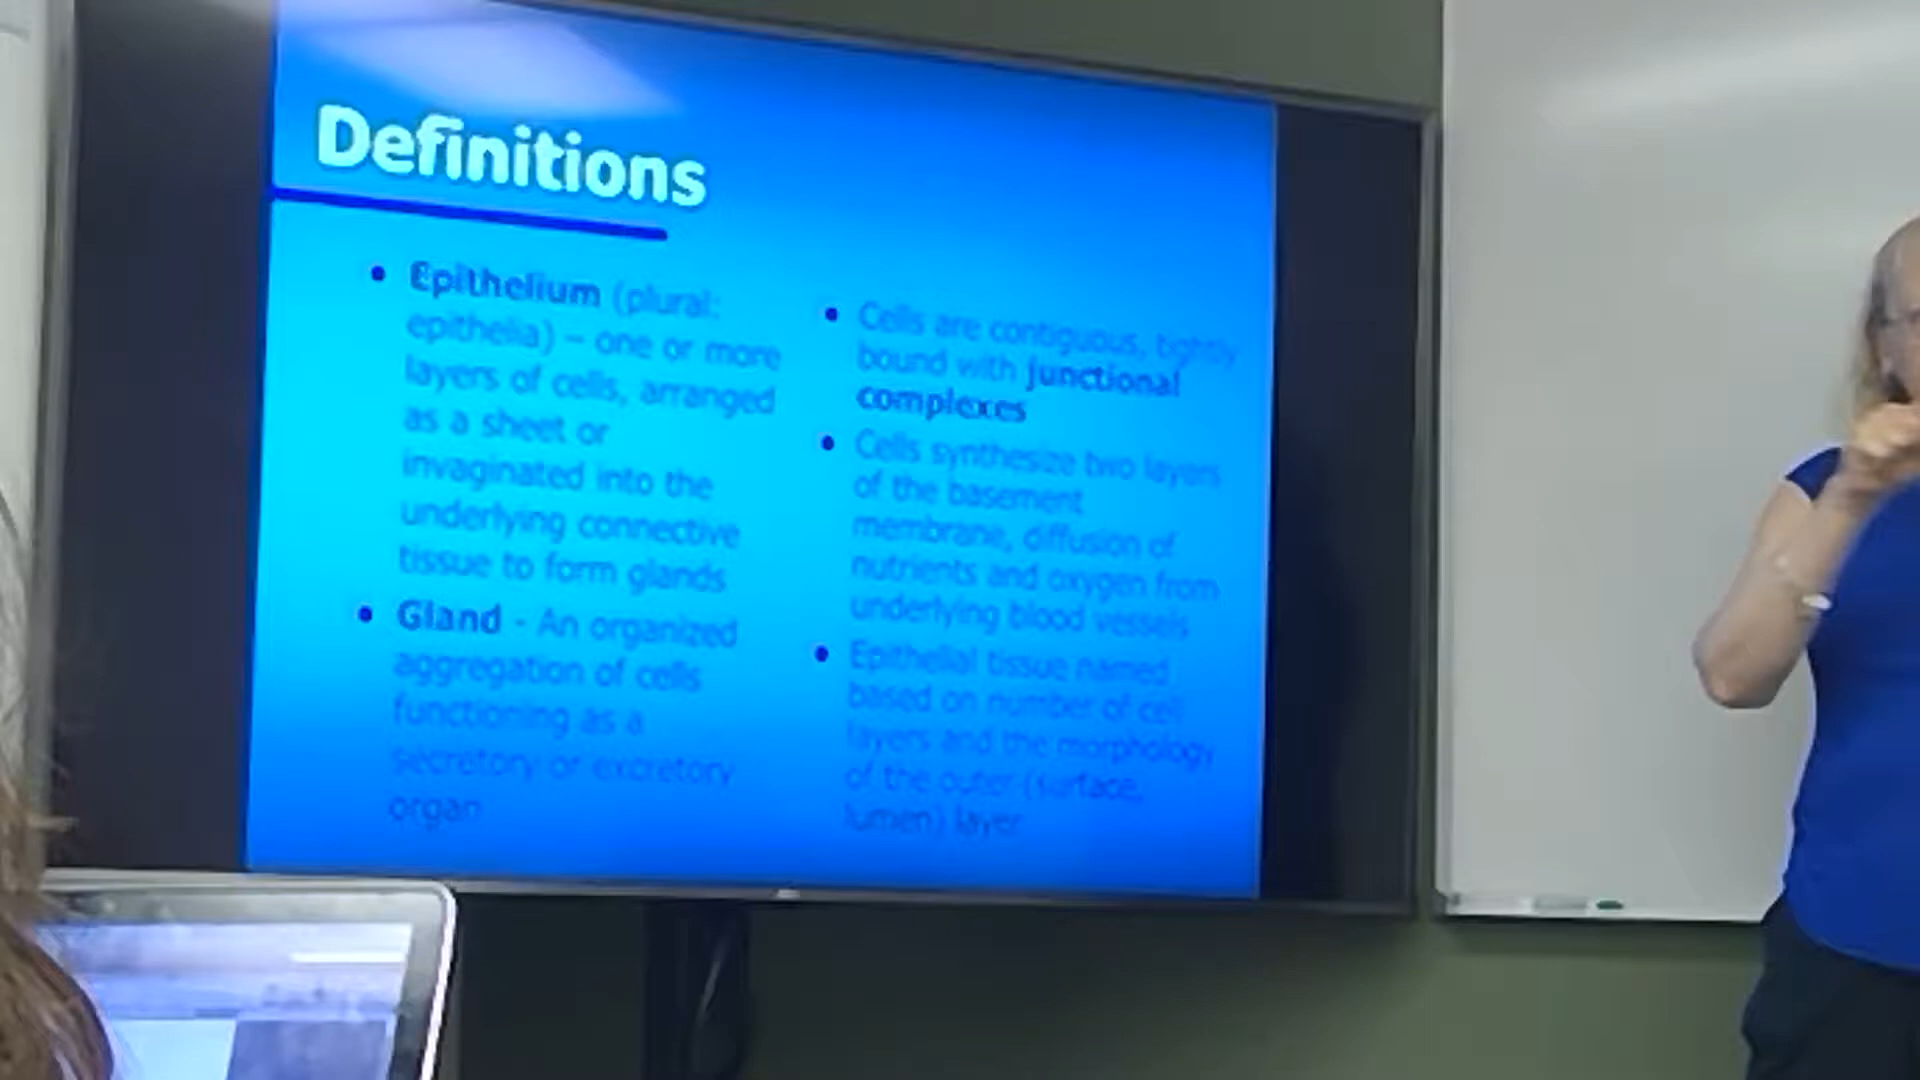 Definitions
• Epithelium (plural:
epithelia) – one or more
layers of cells, arranged
as a sheet or
invaginated into the
underlying connective
tissue to form glands
• Gland - An organized
aggregation of cells
functioning as a
secretory or excretory
organ
• Cells are contiguous, tightly
bound with junctional
complexes
• Cells synthesize two layers
of the basement
membrane, diffusion of
nutrients and oxygen from
underlying blood vessels
• Epithelial tissue named
based on number of cell
layers and the morphology
of the outer (surface,
lumen) layer